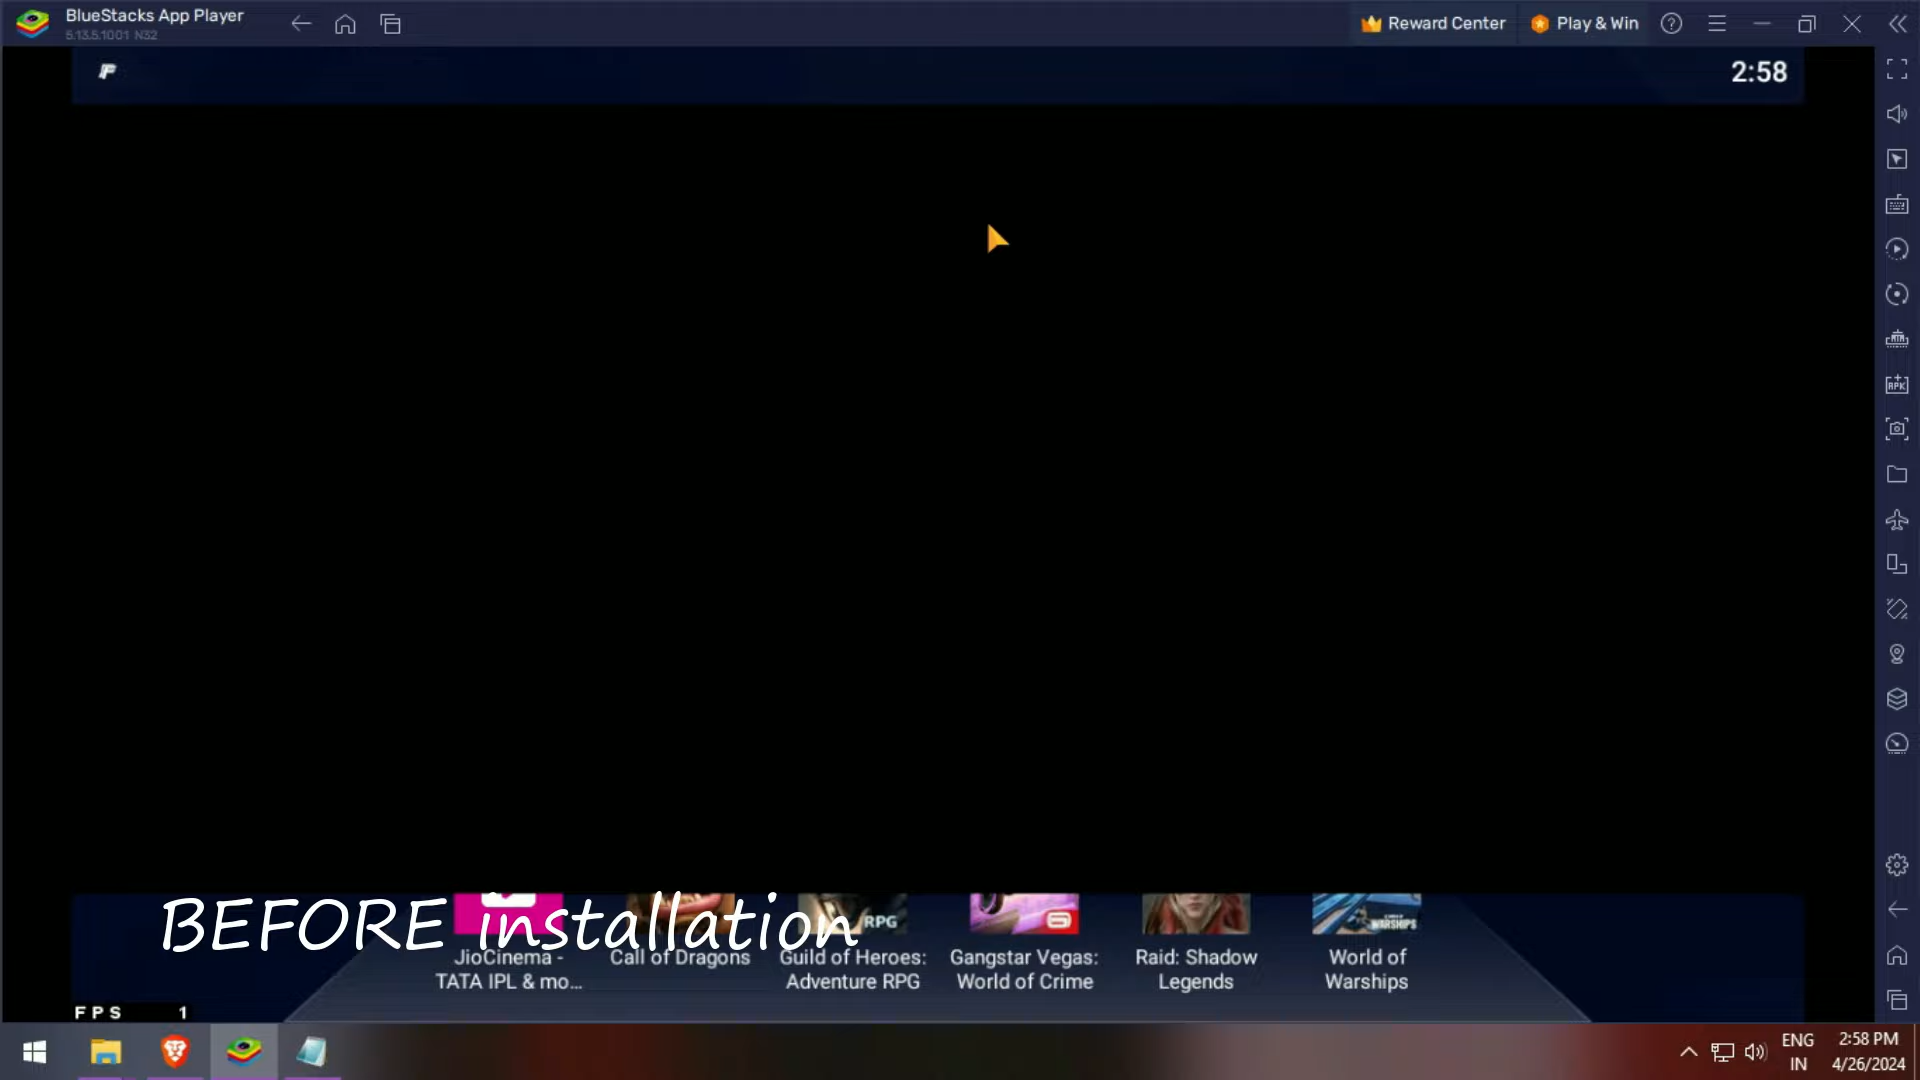 BlueStacks App Player
5.13.5.1001 N32
Reward Center
Play & Win
2:58
BEFORE installation
RPG
WARSHIPS
JioCinema -
TATA IPL & mo...
Call of Dragons
Guild of Heroes:
Adventure RPG
Gangstar Vegas:
World of Crime
Raid: Shadow
Legends
World of
Warships
FPS 1
ENG
IN
2:58 PM
4/26/2024